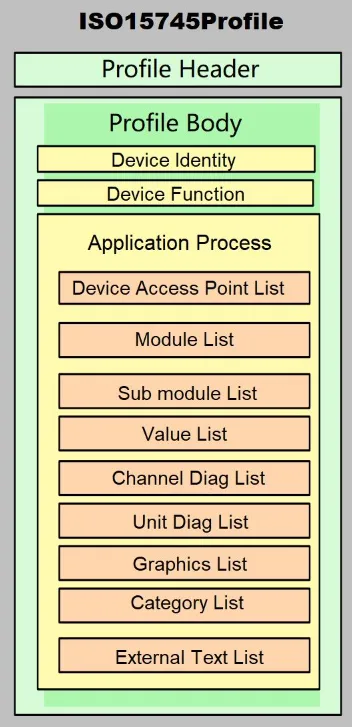 ISO15745Profile
Profile Header
Profile Body
Device Identity
Device Function
Application Process
Device Access Point List
Module List
Sub module List
Value List
Channel Diag List
Unit Diag List
Graphics List
Category List
External Text List